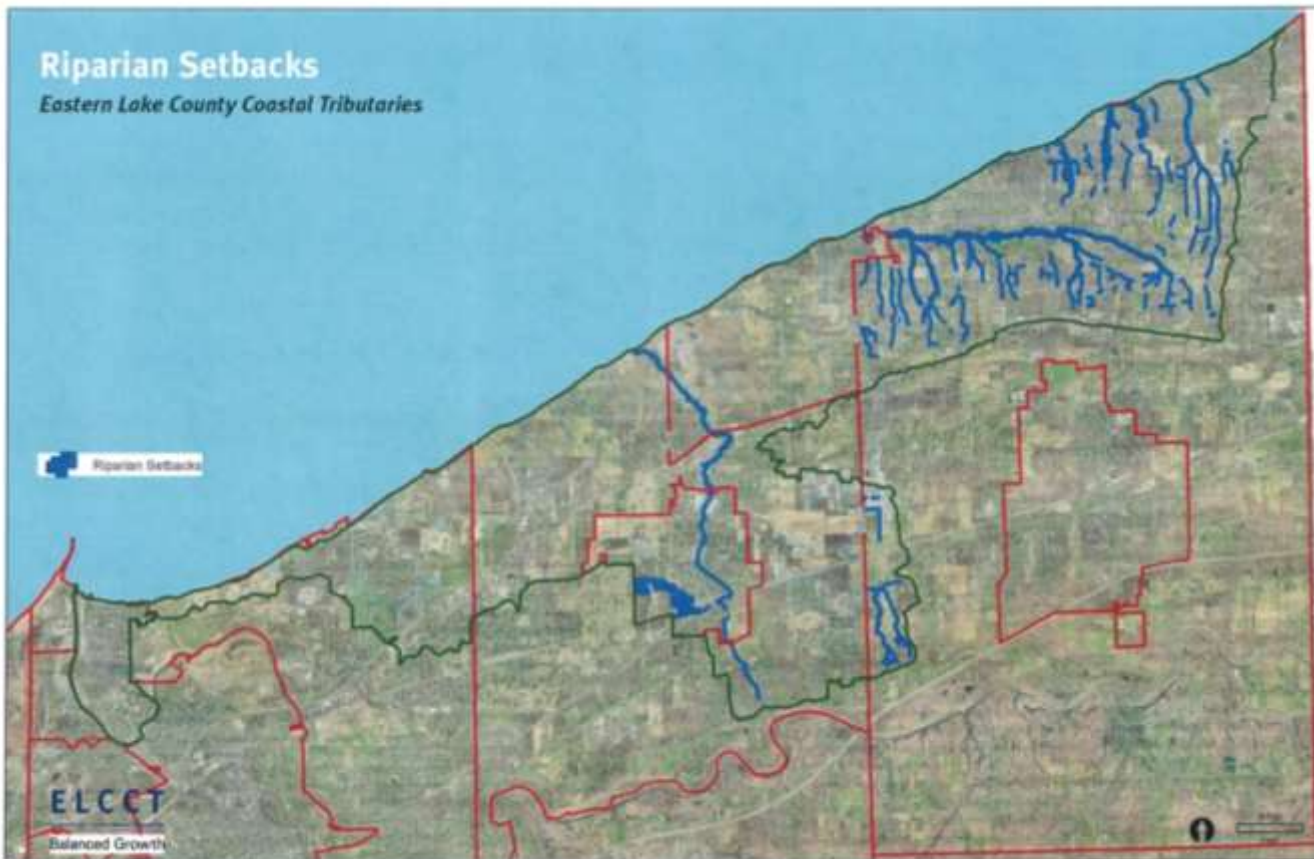 Riparian Setbacks
Eastern Lake County Coastal Tributaries
Riparian Setbacks
ELCCT
Balanced Growth